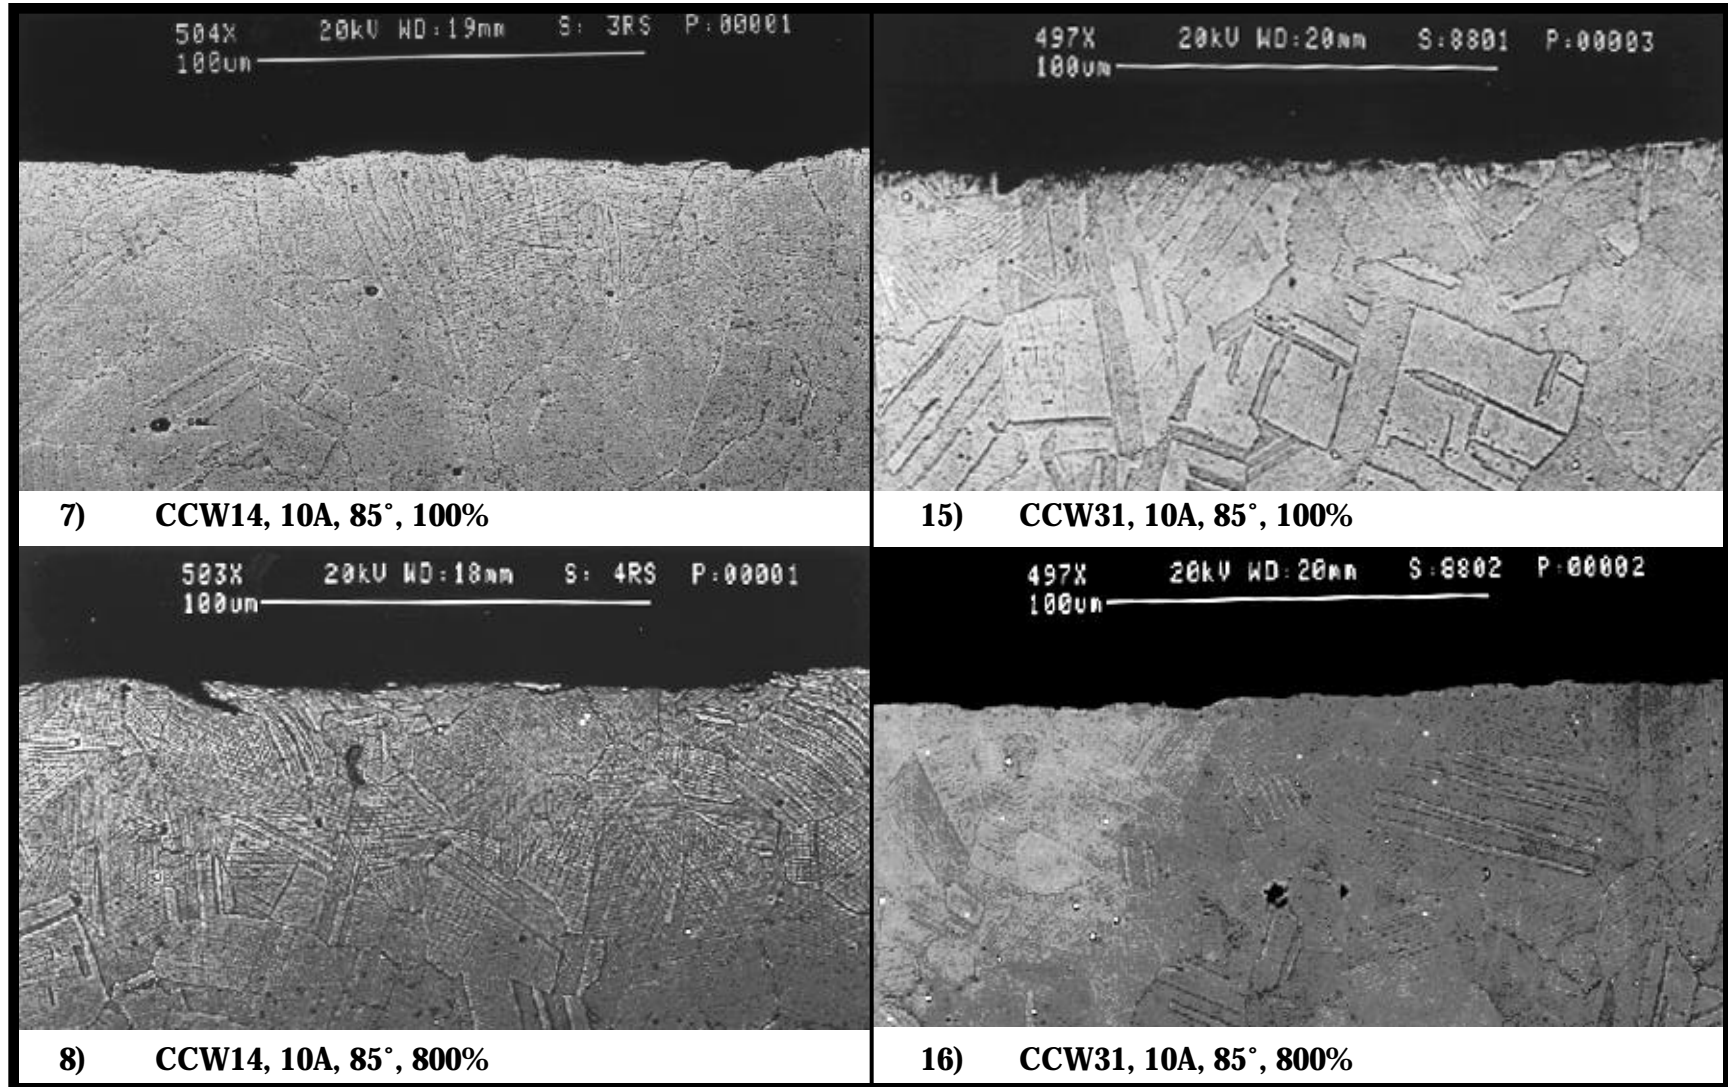 504X 20kV WD:19mm S: 3RS P:00001
100um
7) CCW14, 10A, 85°, 100%
497X 20kV WD:20mm S:8801 P:00003
100um
15) CCW31, 10A, 85°, 100%
503X 20kV WD:18mm S: 4RS P:00001
100um
8) CCW14, 10A, 85°, 800%
497X 20kV WD:20mm S:8802 P:00002
100um
16) CCW31, 10A, 85°, 800%